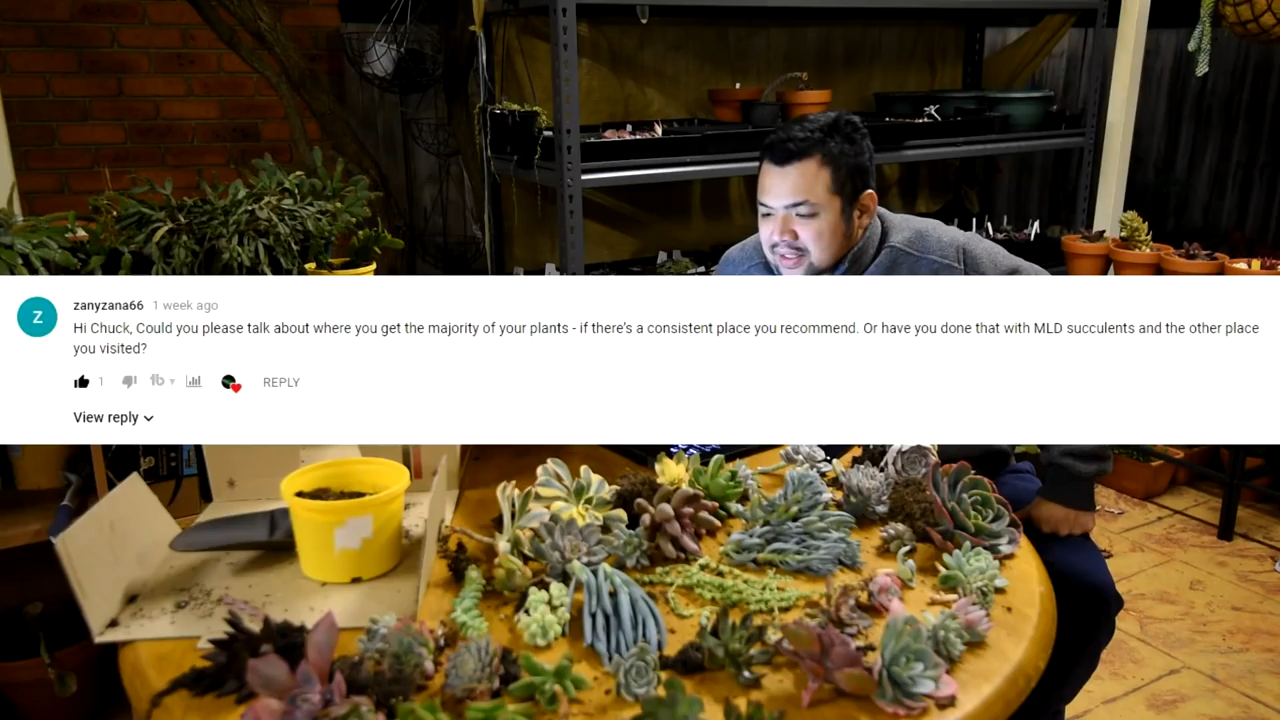 Z
zanyzana66 1 week ago
Hi Chuck, Could you please talk about where you get the majority of your plants - if there's a consistent place you recommend. Or have you done that with MLD succulents and the other place
you visited?
1 REPLY
View reply